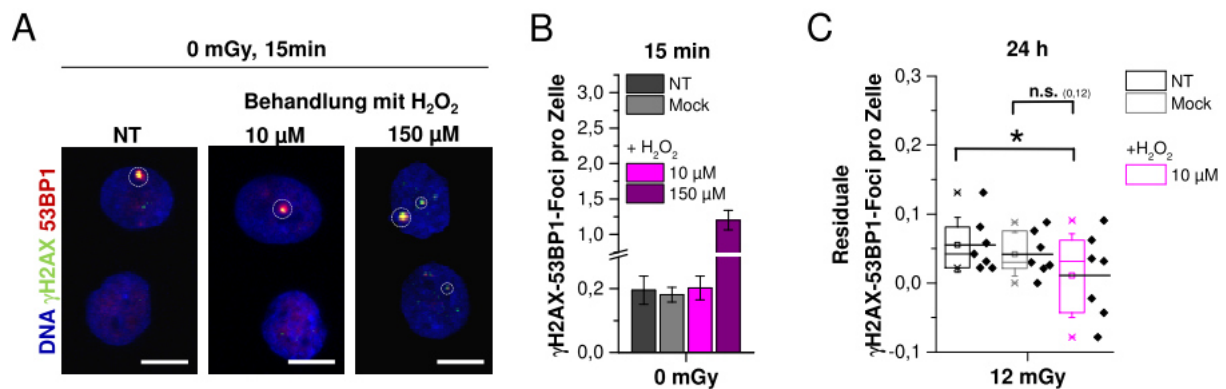 A
0 mGy, 15min
Behandlung mit H₂O₂
NT
10 µM
150 µM
DNA γH2AX 53BP1
B
15 min
γH2AX-53BP1-Foci pro Zelle
3,0
2,5
2,0
1,5
1,0
0,2
0,0
NT
Mock
+ H₂O₂
10 µM
150 µM
0 mGy
C
24 h
Residuale
γH2AX-53BP1-Foci pro Zelle
0,3
0,2
0,1
0,0
-0,1
n.s. (0,12)
*
NT
Mock
+H₂O₂
10 µM
12 mGy